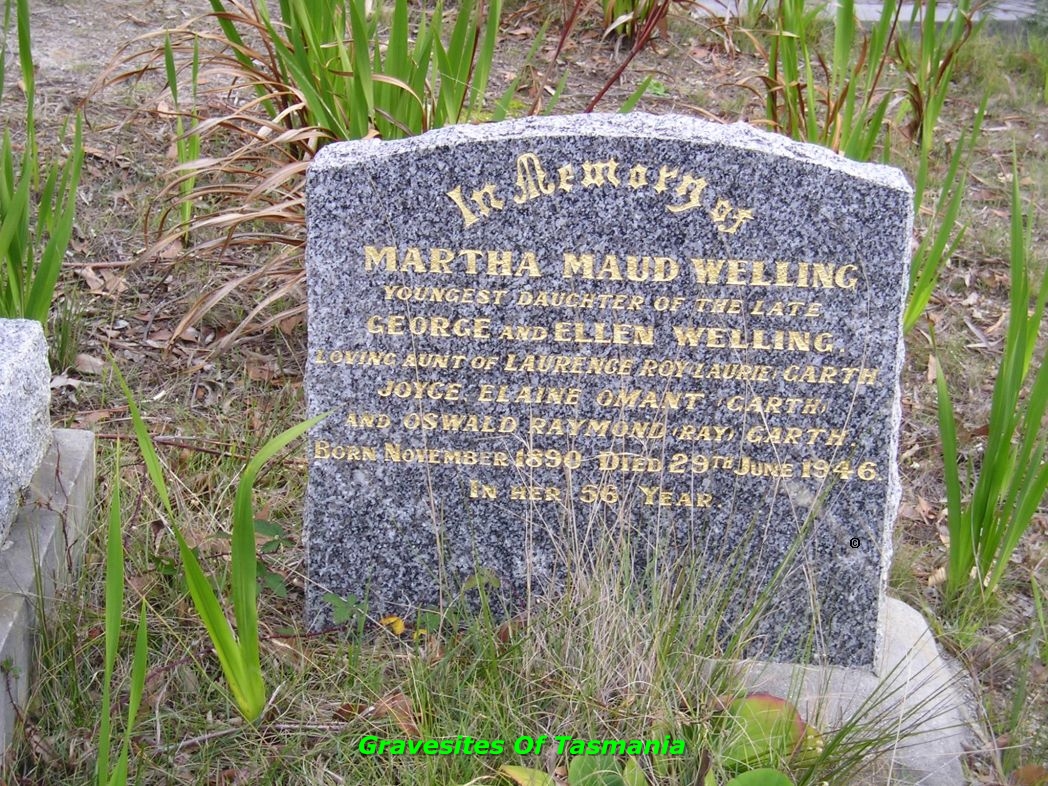 In Memory of
MARTHA MAUD WELLING
YOUNGEST DAUGHTER OF THE LATE
GEORGE AND ELLEN WELLING.
LOVING AUNT OF LAURENCE ROY (LAURIE) GARTH
JOYCE ELAINE OMANT (GARTH)
AND OSWALD RAYMOND (RAY) GARTH
BORN NOVEMBER 1890 DIED 29TH JUNE 1946.
IN HER 56 YEAR.
©
Gravesites Of Tasmania